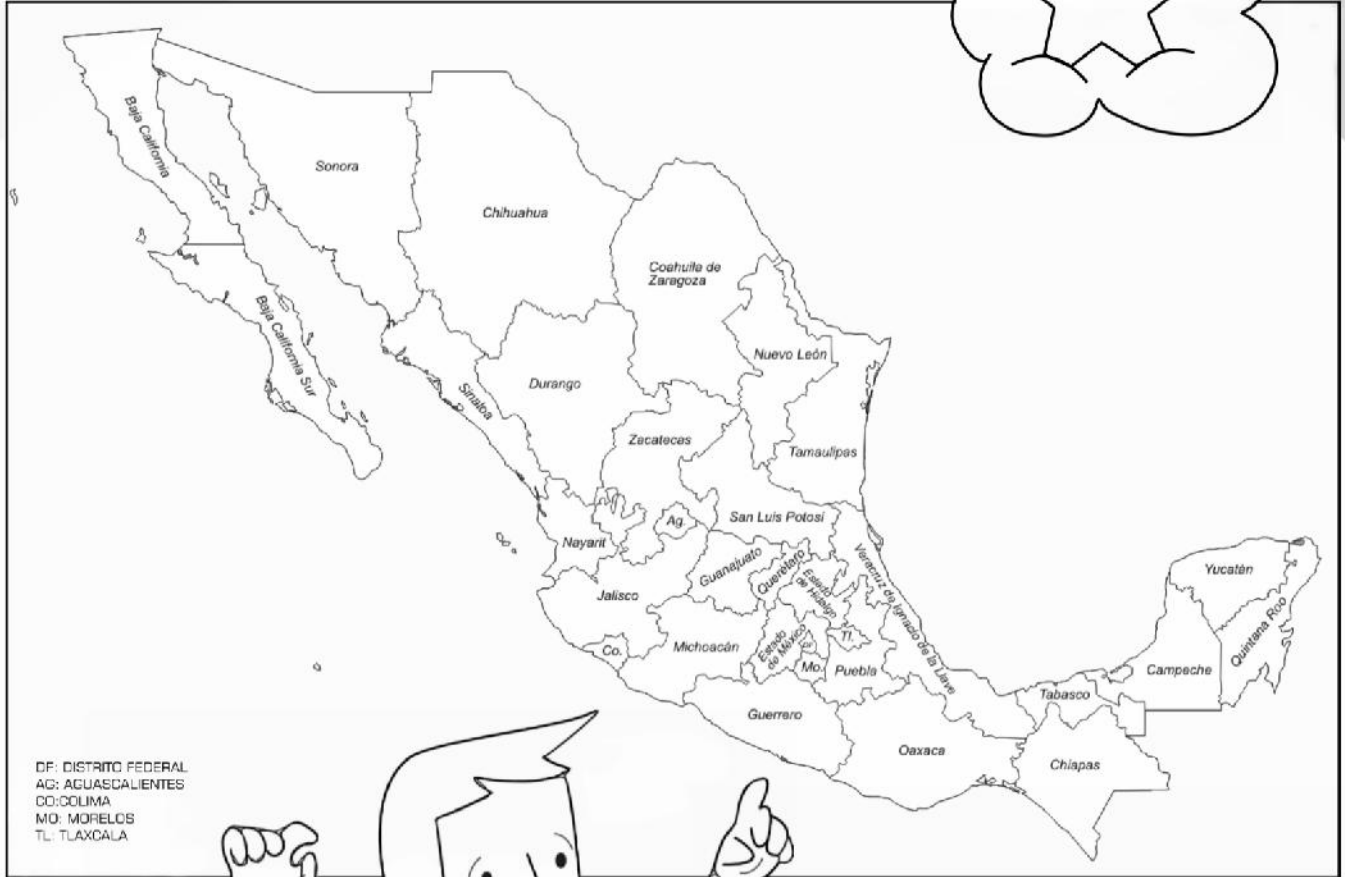 Baja California
Sonora
Chihuahua
Coahuila de
Zaragoza
Baja California Sur
Nuevo León
Sinaloa
Durango
Zacatecas
Tamaulipas
Ag.
San Luis Potosí
Nayarit
Guanajuato
Querétaro
Estado
de Hidalgo
Veracruz de Ignacio de la Llave
Yucatán
Jalisco
Quintana Roo
Michoacán
Estado
de México
DF
Tl.
Co.
Mo.
Puebla
Campeche
Tabasco
Guerrero
Oaxaca
Chiapas
DF: DISTRITO FEDERAL
AG: AGUASCALIENTES
CO:COLIMA
MO: MORELOS
TL: TLAXCALA